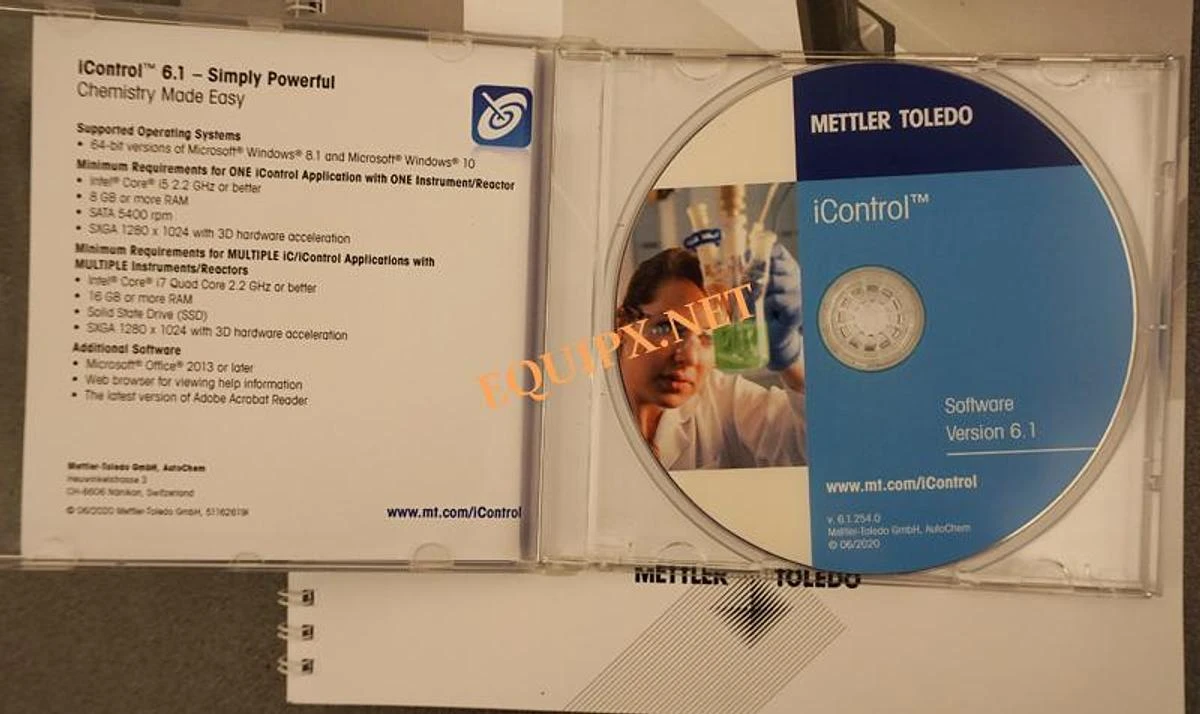 iControl™ 6.1 – Simply Powerful
Chemistry Made Easy
Supported Operating Systems
• 64-bit versions of Microsoft® Windows® 8.1 and Microsoft® Windows® 10
Minimum Requirements for ONE iControl Application with ONE Instrument/Reactor
• Intel® Core® i5 2.2 GHz or better
• 8 GB or more RAM
• SATA 5400 rpm
• SXGA 1280 x 1024 with 3D hardware acceleration
Minimum Requirements for MULTIPLE iC/iControl Applications with
MULTIPLE Instruments/Reactors
• Intel® Core® i7 Quad Core 2.2 GHz or better
• 16 GB or more RAM
• Solid State Drive (SSD)
• SXGA 1280 x 1024 with 3D hardware acceleration
Additional Software
• Microsoft® Office® 2013 or later
• Web browser for viewing help information
• The latest version of Adobe Acrobat Reader
Mettler-Toledo GmbH, AutoChem
Heuwinkelstrasse 3
CH-8606 Nänikon, Switzerland
© 06/2020 Mettler-Toledo GmbH,
www.mt.com/iControl
METTLER TOLEDO
iControl™
Software
Version 6.1
www.mt.com/iControl
v. 6.1.254.0
Mettler-Toledo GmbH, AutoChem
© 06/2020
EQUIPX.NET
METTLER TOLEDO